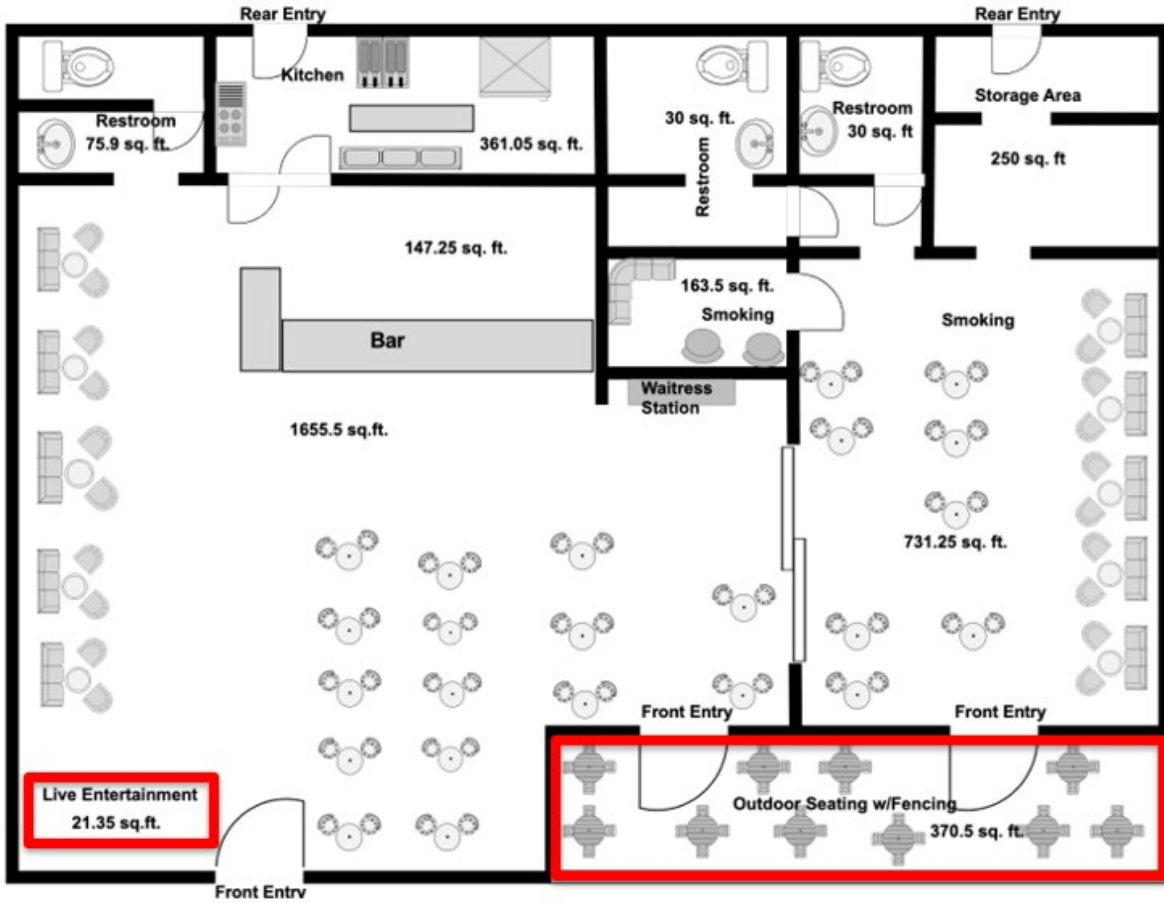 Rear Entry
Rear Entry
Kitchen
Storage Area
Restroom
75.9 sq. ft.
361.05 sq. ft.
30 sq. ft.
Restroom
Restroom
30 sq. ft
250 sq. ft
147.25 sq. ft.
163.5 sq. ft.
Smoking
Smoking
Bar
Waitress
Station
1655.5 sq.ft.
731.25 sq. ft.
Front Entry
Front Entry
Live Entertainment
21.35 sq.ft.
Outdoor Seating w/Fencing
370.5 sq. ft.
Front Entry